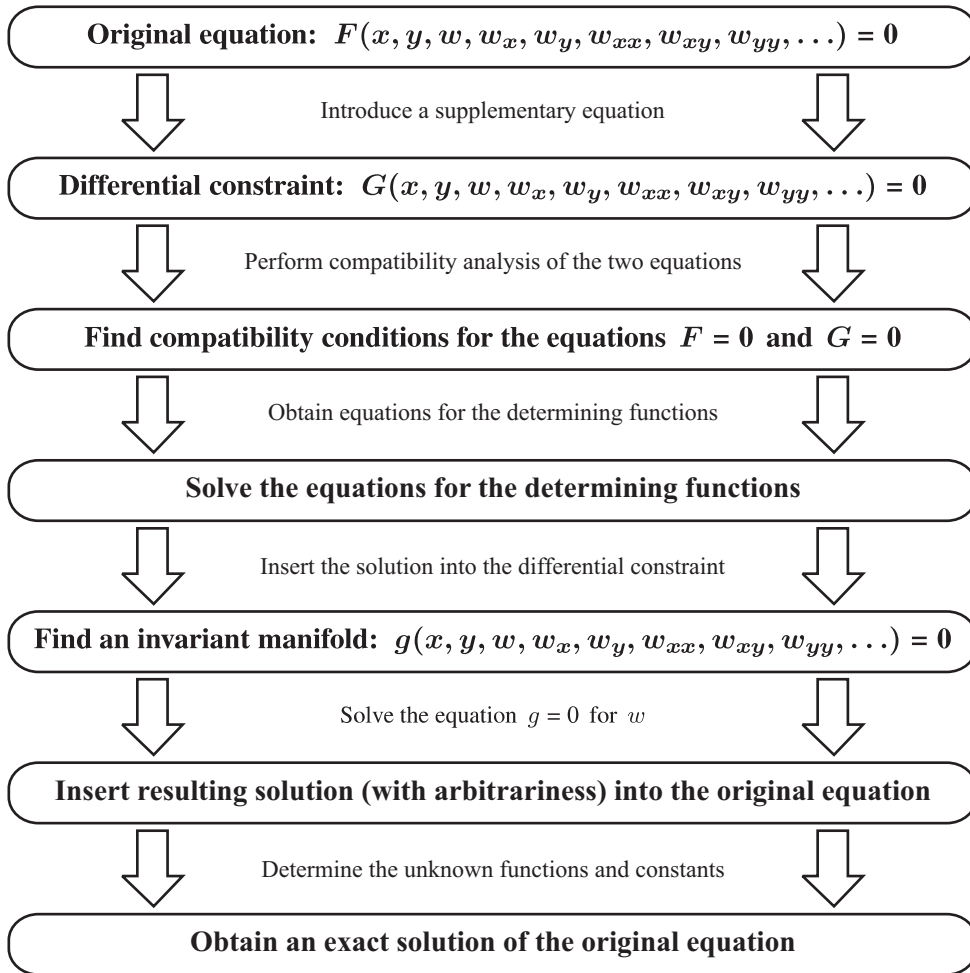 Original equation: F(x, y, w, w_x, w_y, w_xx, w_xy, w_yy, ...) = 0
Introduce a supplementary equation
Differential constraint: G(x, y, w, w_x, w_y, w_xx, w_xy, w_yy, ...) = 0
Perform compatibility analysis of the two equations
Find compatibility conditions for the equations F = 0 and G = 0
Obtain equations for the determining functions
Solve the equations for the determining functions
Insert the solution into the differential constraint
Find an invariant manifold: g(x, y, w, w_x, w_y, w_xx, w_xy, w_yy, ...) = 0
Solve the equation g = 0 for w
Insert resulting solution (with arbitrariness) into the original equation
Determine the unknown functions and constants
Obtain an exact solution of the original equation